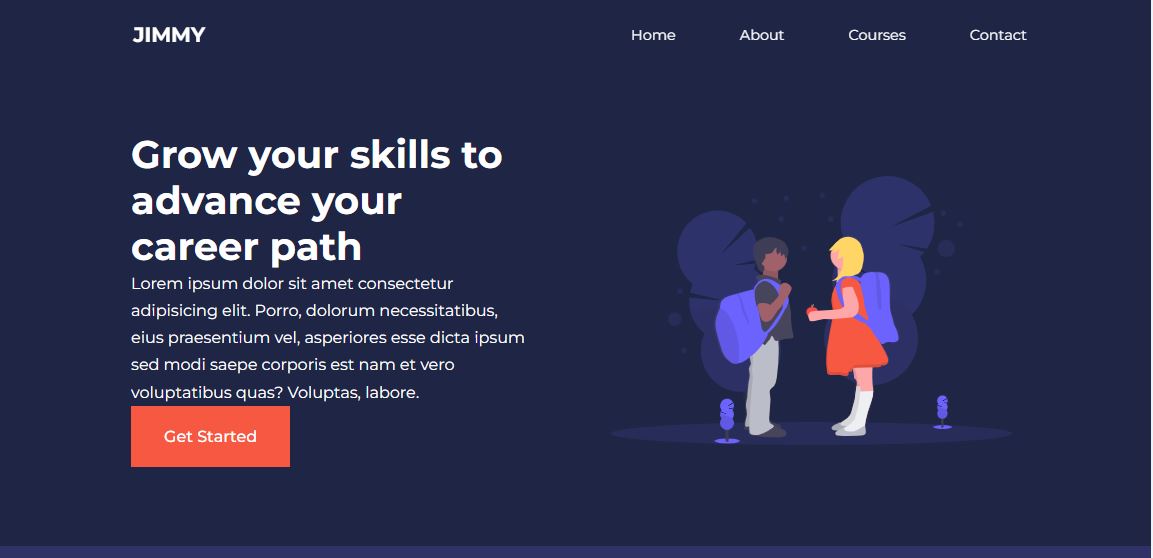 JIMMY
Home
About
Courses
Contact
Grow your skills to
advance your
career path
Lorem ipsum dolor sit amet consectetur
adipisicing elit. Porro, dolorum necessitatibus,
eius praesentium vel, asperiores esse dicta ipsum
sed modi saepe corporis est nam et vero
voluptatibus quas? Voluptas, labore.
Get Started